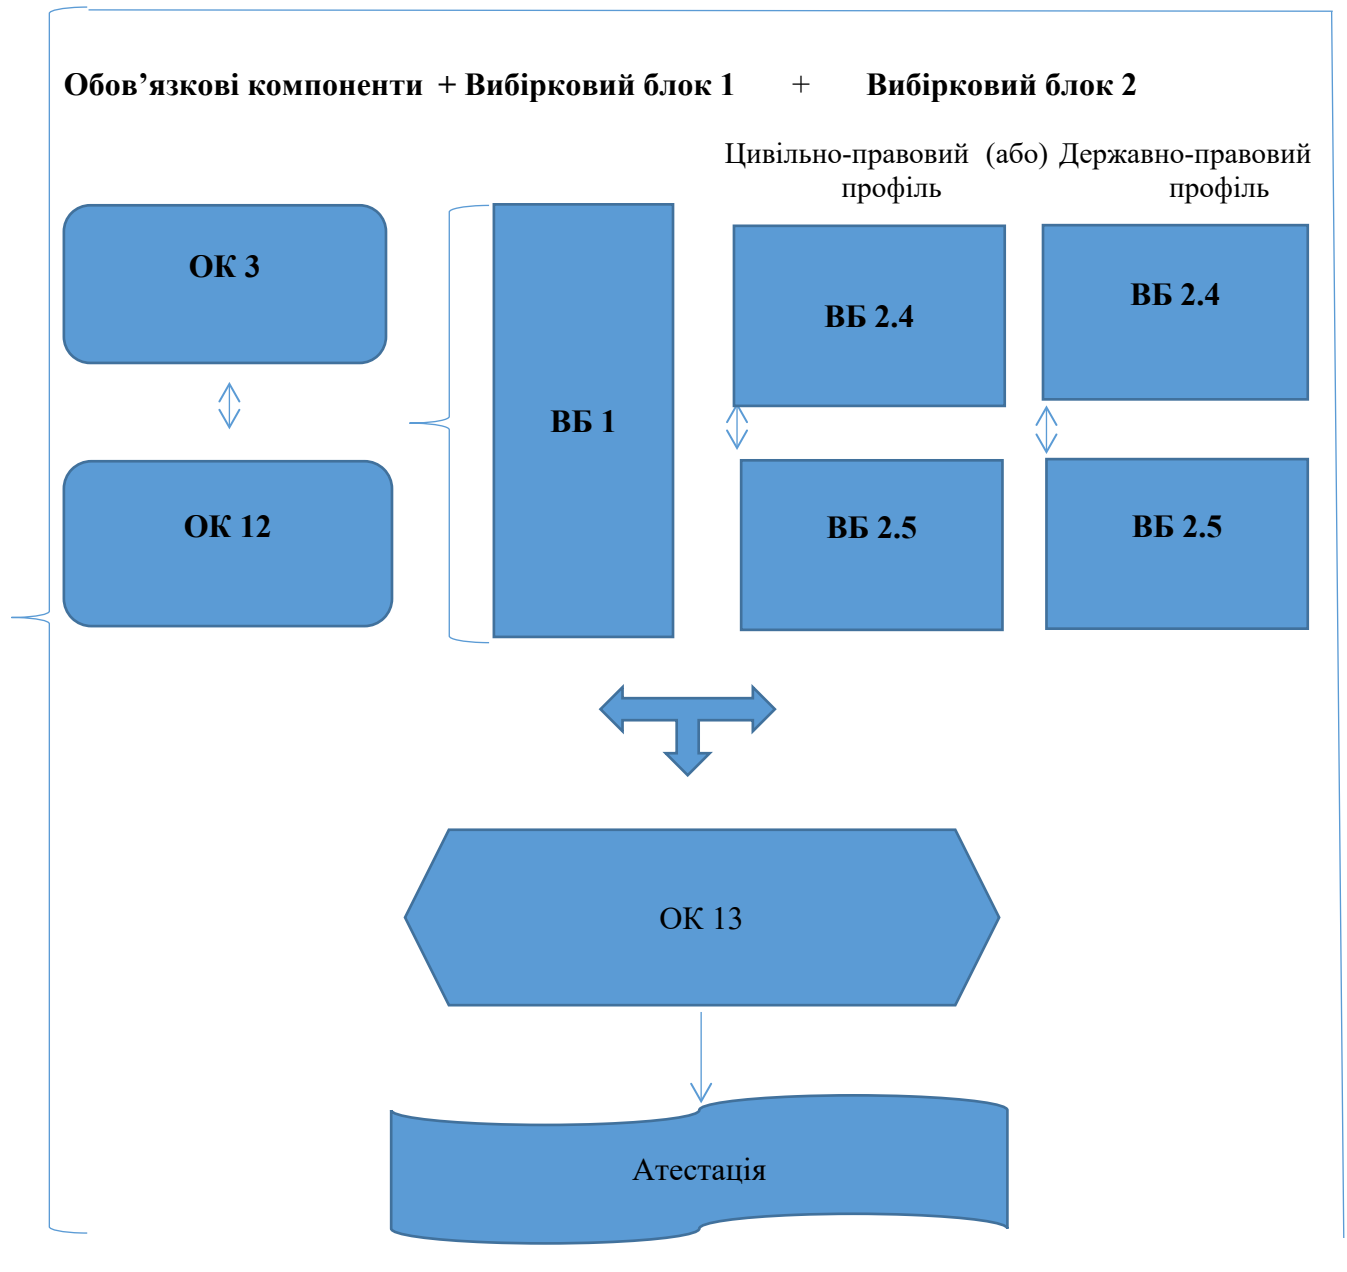 Обов’язкові компоненти + Вибірковий блок 1 + Вибірковий блок 2
Цивільно-правовий (або) Державно-правовий
профіль профіль
ОК 3
ВБ 2.4
ВБ 2.4
ВБ 1
ОК 12
ВБ 2.5
ВБ 2.5
ОК 13
Атестація